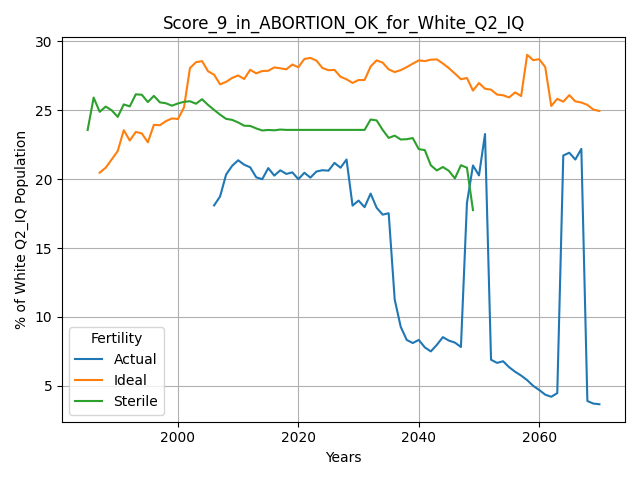 Score_9_in_ABORTION_OK_for_White_Q2_IQ
% of White Q2_IQ Population
30
25
20
15
10
5
Fertility
Actual
Ideal
Sterile
2000
2020
2040
2060
Years